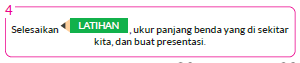 4
Selesaikan LATIHAN, ukur panjang benda yang di sekitar
kita, dan buat presentasi.